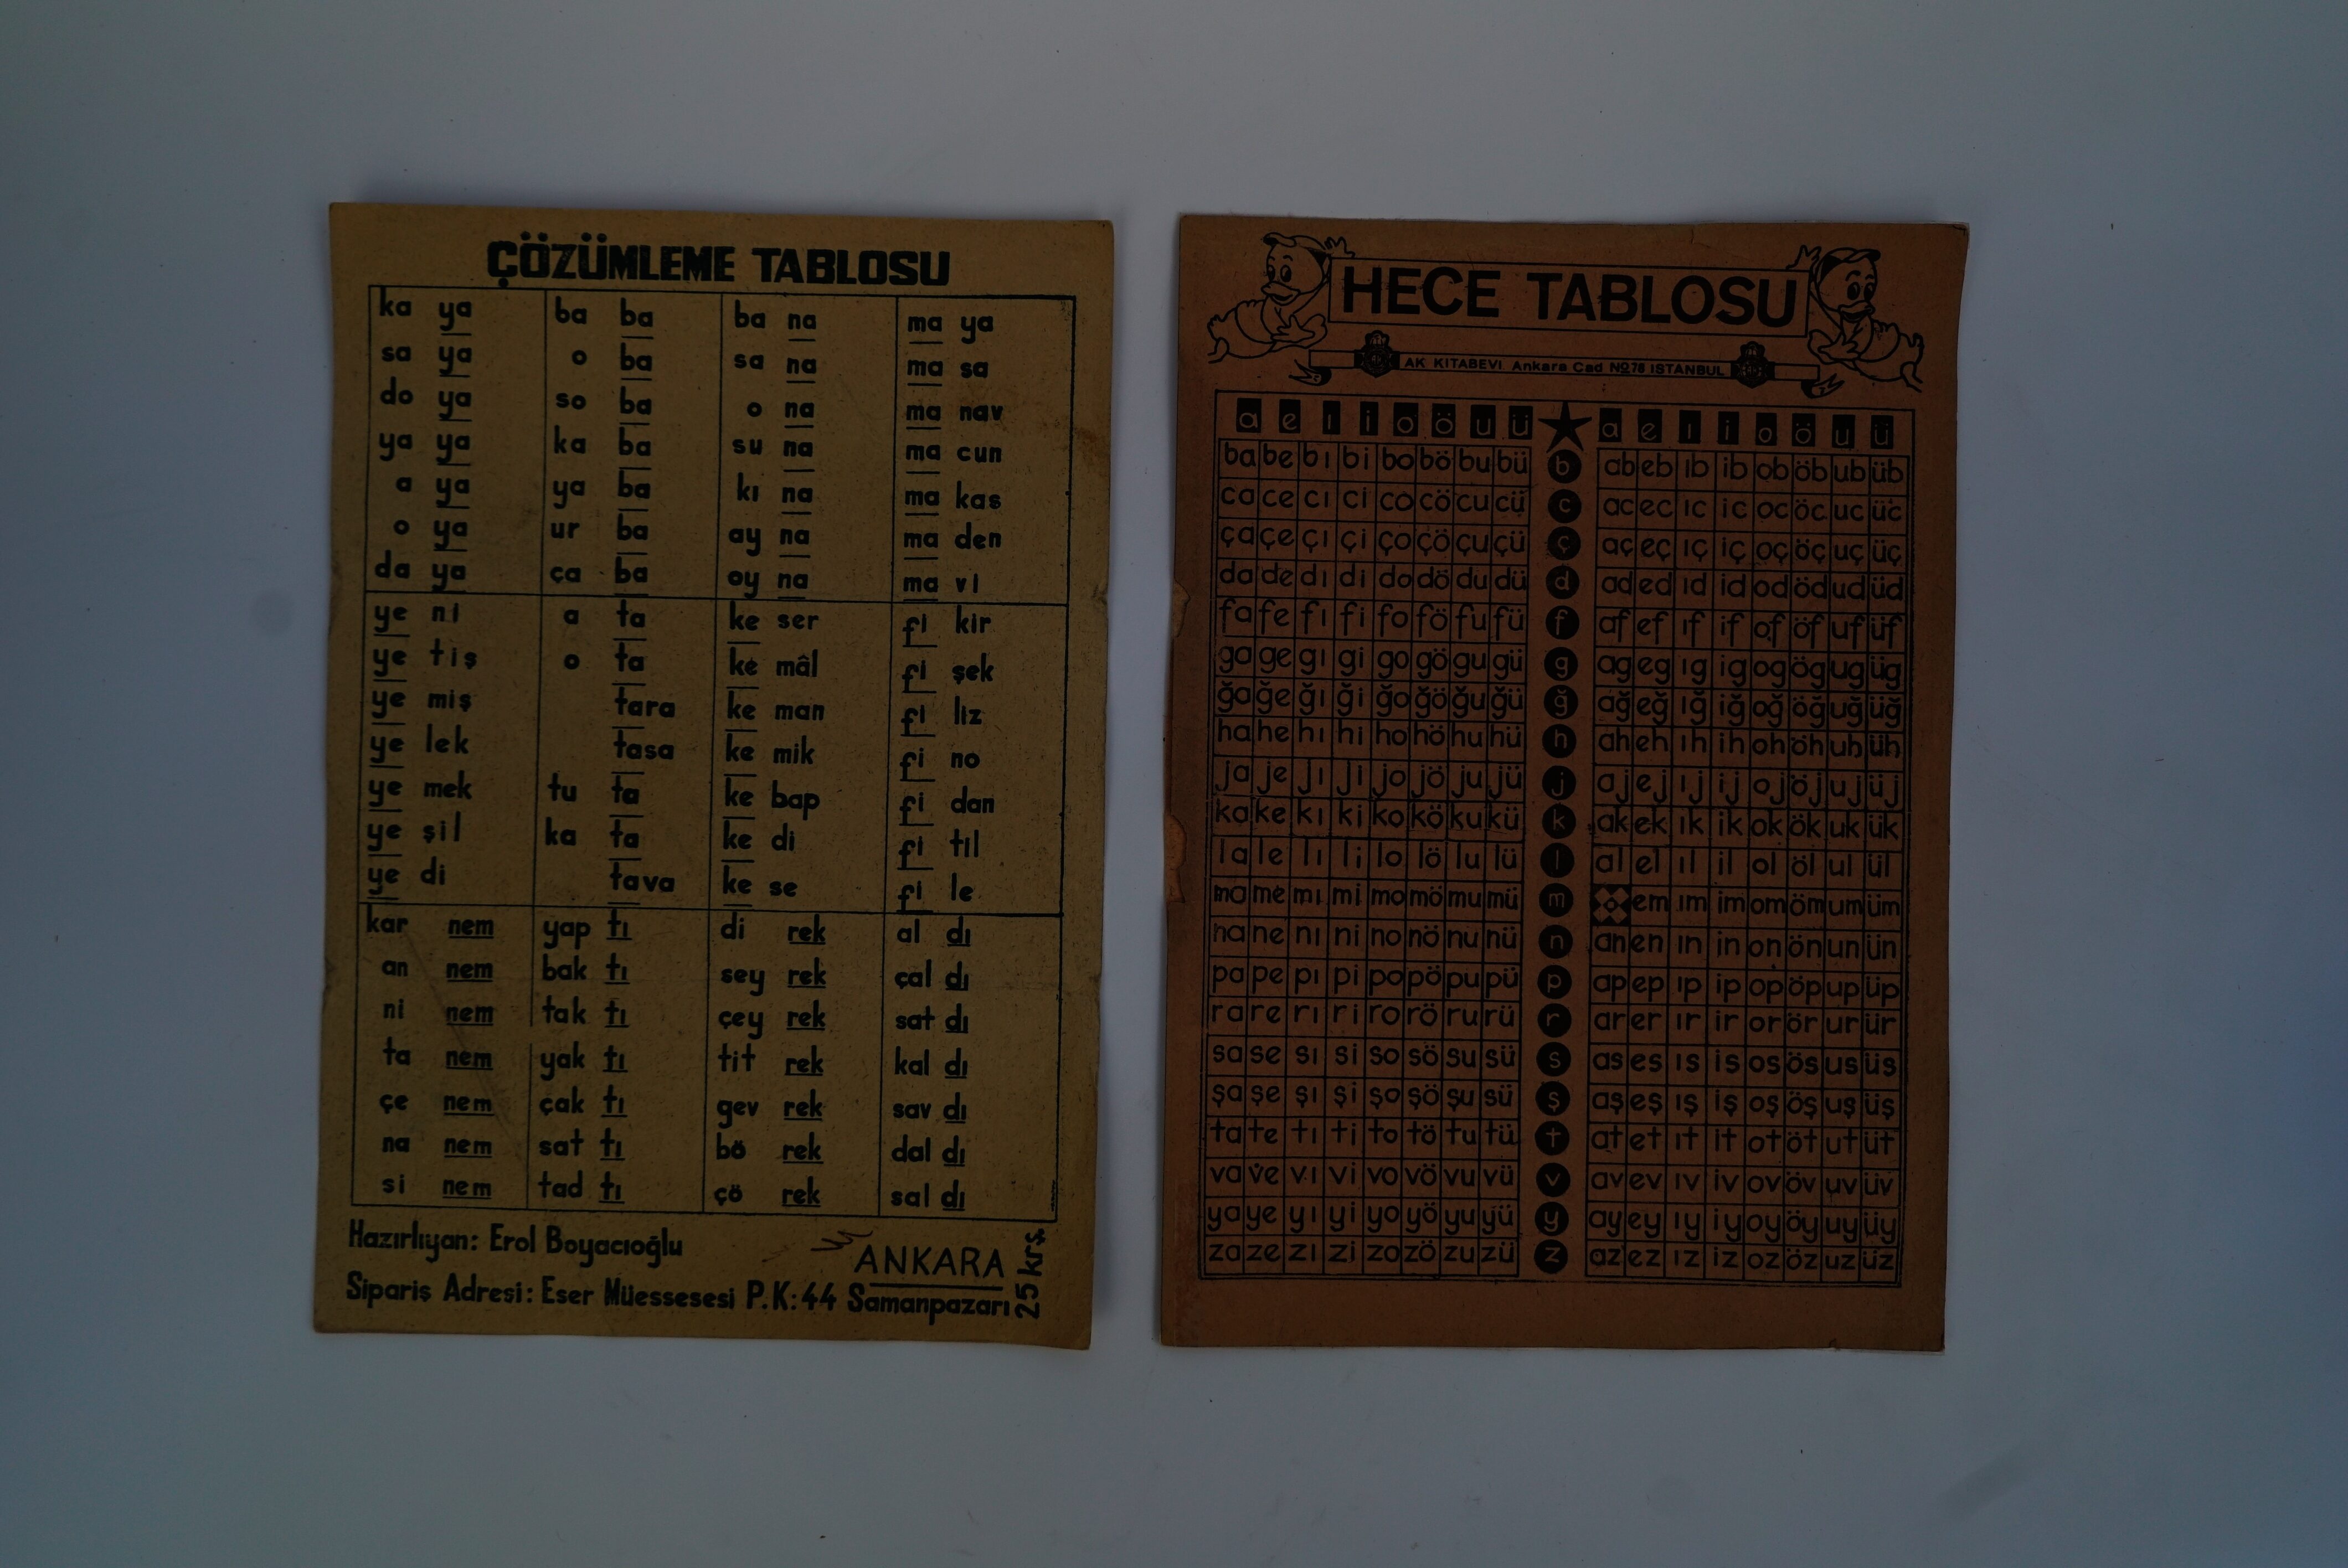 ÇÖZÜMLEME TABLOSU
ka ya ba ba ba na ma ya
sa ya o ba sa na ma sa
do ya so ba o na ma nav
ya ya ka ba su na ma cun
a ya ya ba kı na ma kas
o ya ur ba ay na ma den
da ya ça ba oy na ma vi
ye ni a ta ke ser fi kir
ye tiş o ta ke mâl fi şek
ye miş tara ke man fi liz
ye lek tasa ke mik fi no
ye mek tu ta ke bap fi dan
ye şil ka ta ke di fi til
ye di tava ke se fi le
kar nem yap tı di rek al dı
an nem bak tı sey rek çal dı
ni nem tak tı çey rek sat dı
ta nem yak tı tit rek kal dı
çe nem çak tı gev rek sav dı
na nem sat tı bö rek dal dı
si nem tad tı çö rek sal dı
Hazırlıyan: Erol Boyacıoğlu
ANKARA
Sipariş Adresi: Eser Müessesesi P.K: 44 Samanpazarı
25 krş.
HECE TABLOSU
AK KİTABEVİ Ankara Cad No 78 İSTANBUL
a e ı i o ö u ü a e ı i o ö u ü
ba be bı bi bo bö bu bü b ab eb ıb ib ob öb ub üb
ca ce cı ci co cö cu cü c ac ec ıc ic oc öc uc üc
ça çe çı çi ço çö çu çü ç aç eç ıç iç oç öç uç üç
da de dı di do dö du dü d ad ed ıd id od öd ud üd
fa fe fı fi fo fö fu fü f af ef ıf if of öf uf üf
ga ge gı gi go gö gu gü g ag eg ıg ig og ög ug üg
ğa ğe ğı ği ğo ğö ğu ğü ğ ağ eğ ığ iğ oğ öğ uğ üğ
ha he hı hi ho hö hu hü h ah eh ıh ih oh öh uh üh
ja je jı ji jo jö ju jü j aj ej ıj ij oj öj uj üj
ka ke kı ki ko kö ku kü k ak ek ık ik ok ök uk ük
la le lı li lo lö lu lü l al el ıl il ol öl ul ül
ma me mı mi mo mö mu mü m em ım im om öm um üm
na ne nı ni no nö nu nü n an en ın in on ön un ün
pa pe pı pi po pö pu pü p ap ep ıp ip op öp up üp
ra re rı ri ro rö ru rü r ar er ır ir or ör ur ür
sa se sı si so sö su sü s as es ıs is os ös us üs
şa şe şı şi şo şö şu sü ş aş eş ış iş oş öş uş üş
ta te tı ti to tö tu tü t at et ıt it ot öt ut üt
va ve vı vi vo vö vu vü v av ev ıv iv ov öv uv üv
ya ye yı yi yo yö yu yü y ay ey ıy iy oy öy uy üy
za ze zı zi zo zö zu zü z az ez ız iz oz öz uz üz